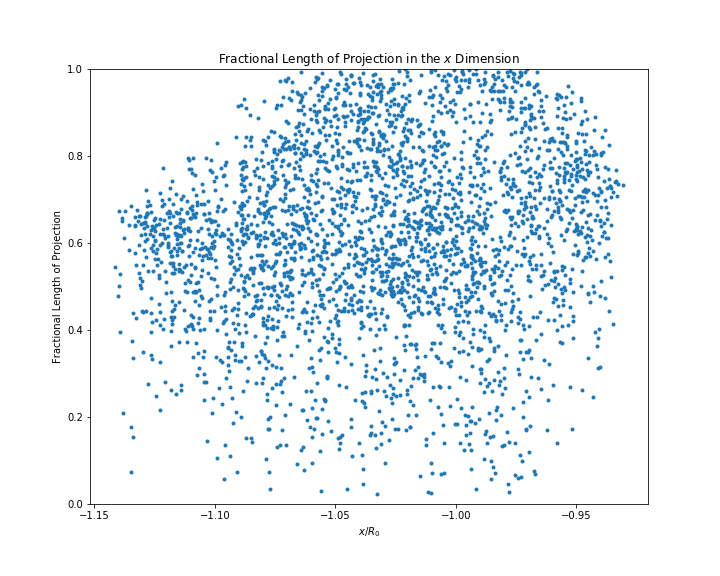 Fractional Length of Projection in the x Dimension
1.0
0.8
0.6
0.4
0.2
0.0
Fractional Length of Projection
−1.15 −1.10 −1.05 −1.00 −0.95
x/R₀